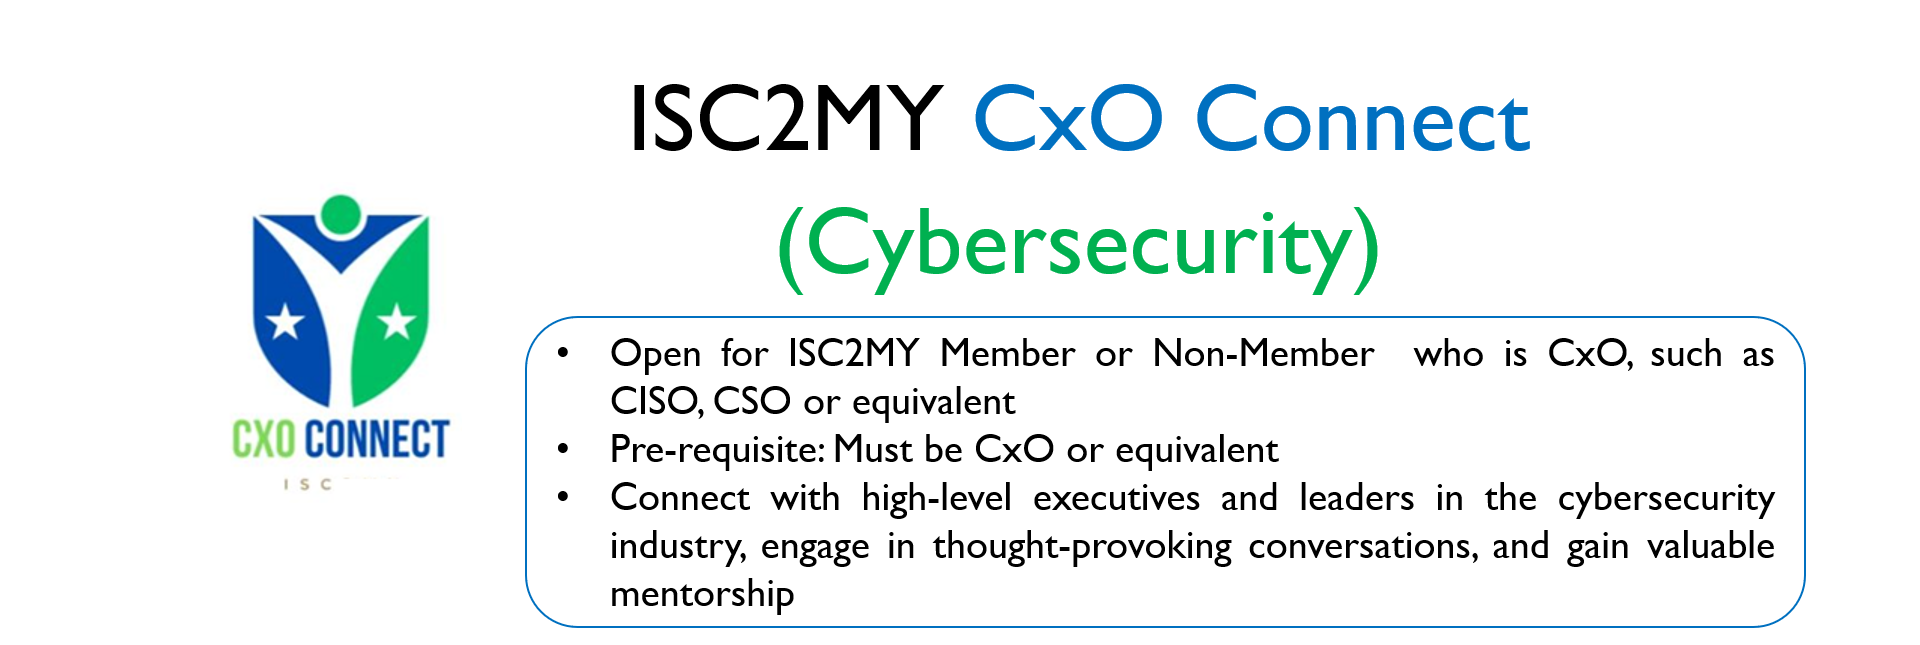 ISC2MY CxO Connect
(Cybersecurity)
CXO CONNECT
ISC
• Open for ISC2MY Member or Non-Member who is CxO, such as
CISO, CSO or equivalent
• Pre-requisite: Must be CxO or equivalent
• Connect with high-level executives and leaders in the cybersecurity
industry, engage in thought-provoking conversations, and gain valuable
mentorship